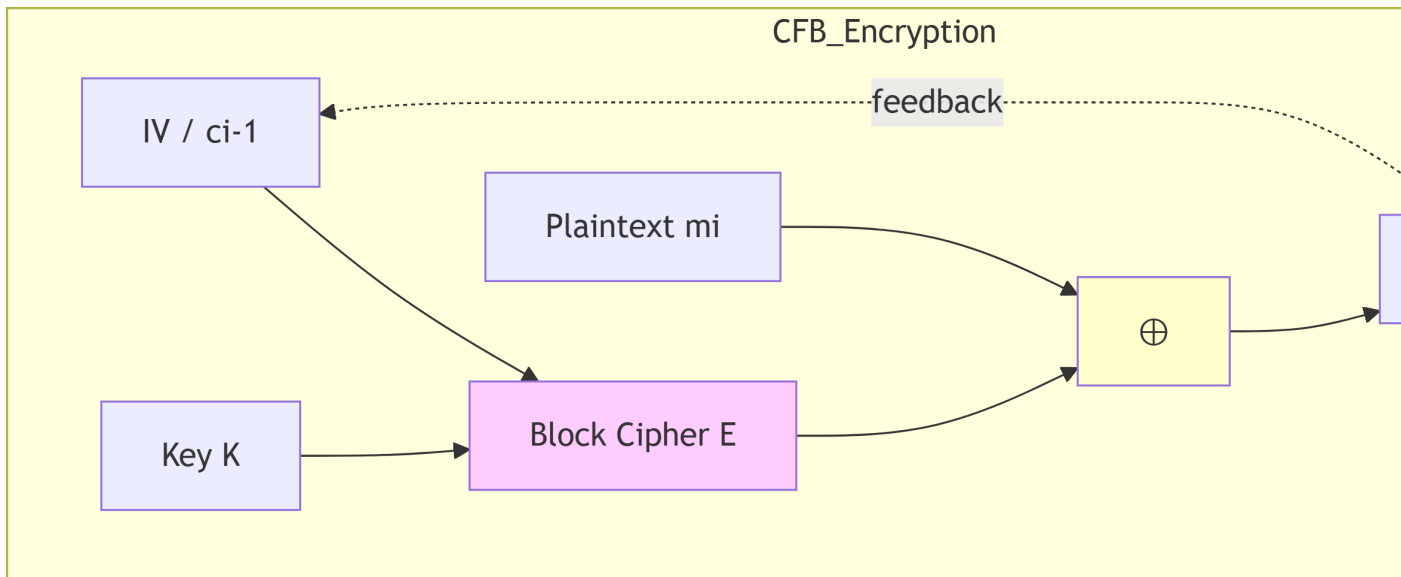 CFB_Encryption
IV / ci-1
feedback
Plaintext mi
⊕
Key K
Block Cipher E